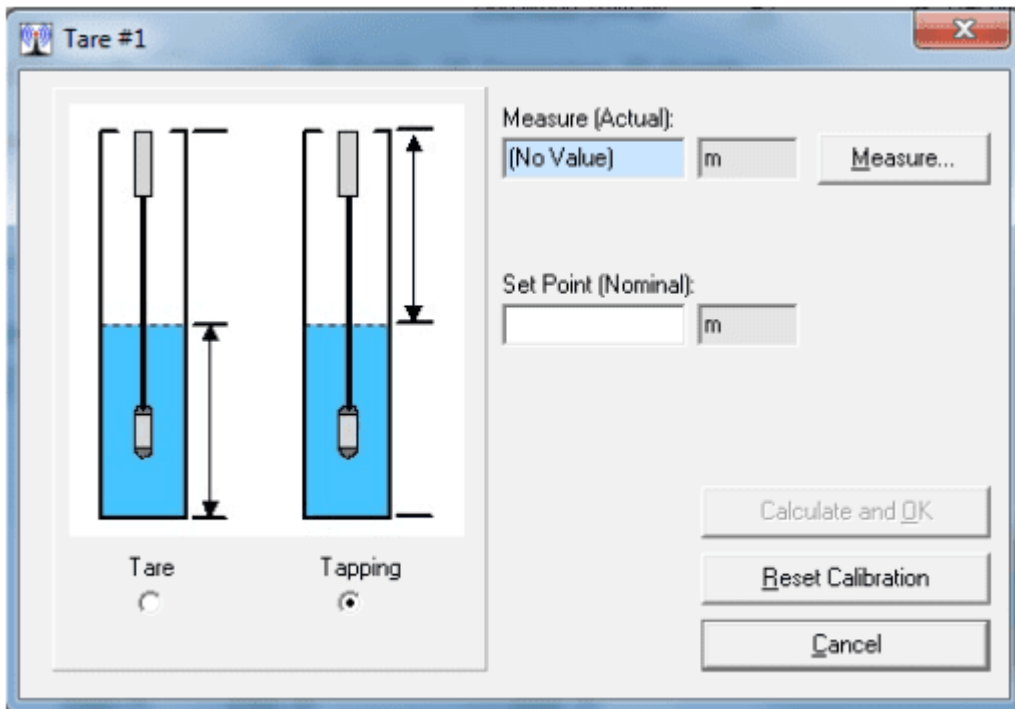 Tare #1
Measure (Actual):
(No Value) m Measure...
Set Point (Nominal):
m
Tare Tapping
Calculate and OK
Reset Calibration
Cancel